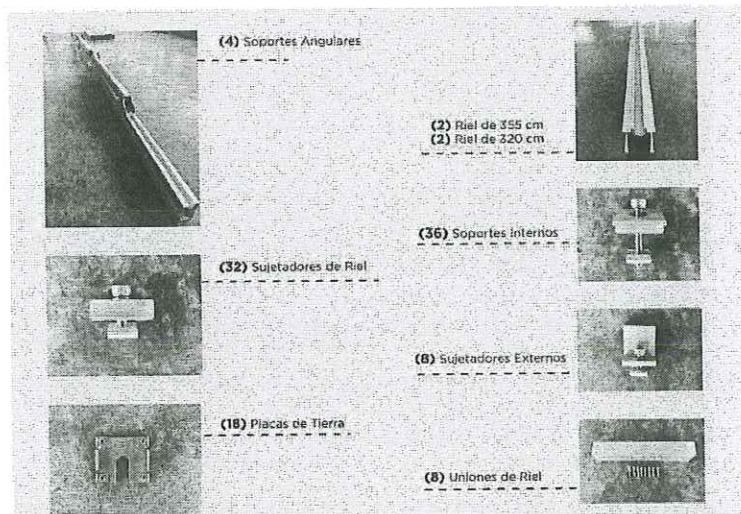 (4) Soportes Angulares
(2) Riel de 355 cm
(2) Riel de 320 cm
(36) Soportes Internos
(32) Sujetadores de Riel
(8) Sujetadores Externos
(18) Placas de Tierra
(8) Uniones de Riel